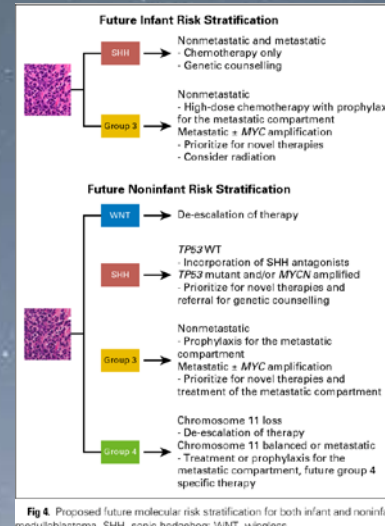 Future Infant Risk Stratification
SHH
Nonmetastatic and metastatic
- Chemotherapy only
- Genetic counselling
Group 3
Nonmetastatic
- High-dose chemotherapy with prophylax
for the metastatic compartment
Metastatic ± MYC amplification
- Prioritize for novel therapies
- Consider radiation
Future Noninfant Risk Stratification
WNT
De-escalation of therapy
SHH
TP53 WT
- Incorporation of SHH antagonists
TP53 mutant and/or MYCN amplified
- Prioritize for novel therapies and
referral for genetic counselling
Group 3
Nonmetastatic
- Prophylaxis for the metastatic
compartment
Metastatic ± MYC amplification
- Prioritize for novel therapies and
treatment of the metastatic compartment
Group 4
Chromosome 11 loss
- De-escalation of therapy
Chromosome 11 balanced or metastatic
- Treatment or prophylaxis for the
metastatic compartment, future group 4
specific therapy
Fig 4. Proposed future molecular risk stratification for both infant and noninfa
medulloblastoma. SHH, sonic hedgehog; WNT, wingless.